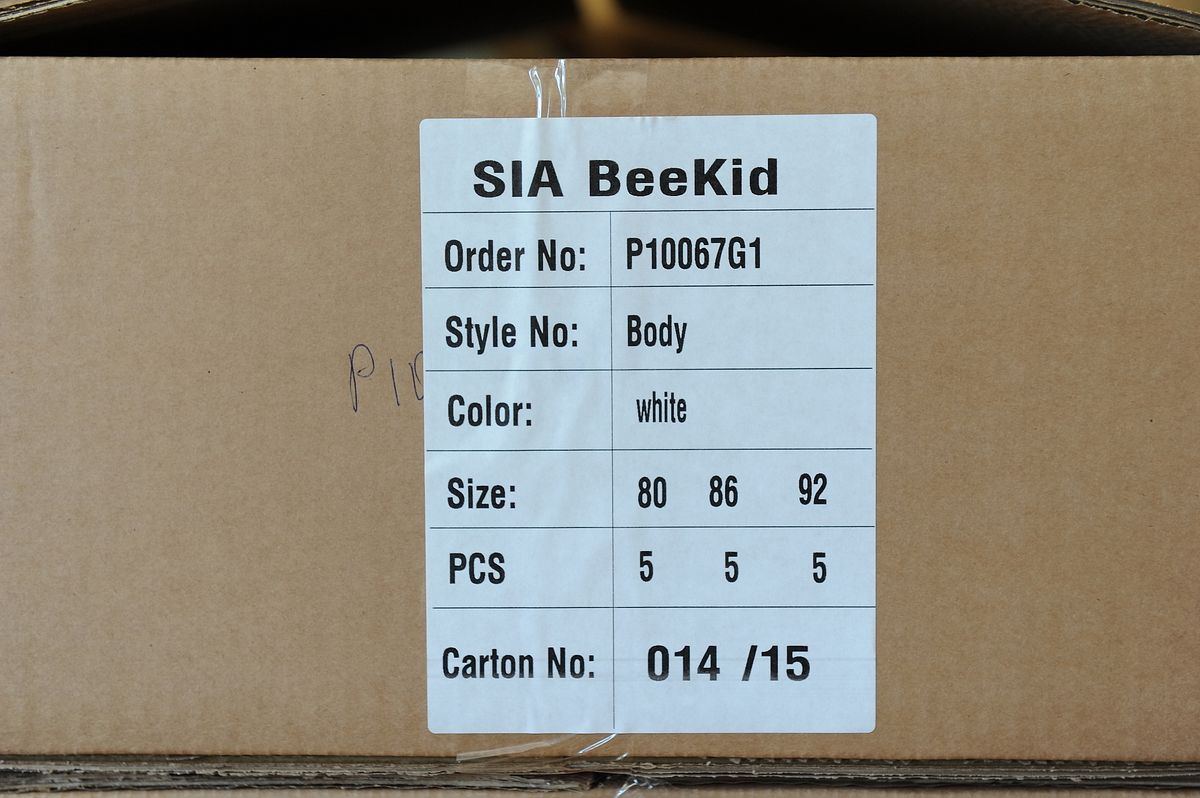 SIA BeeKid
Order No: P10067G1
Style No: Body
Color: white
Size: 80 86 92
PCS 5 5 5
Carton No: 014 /15